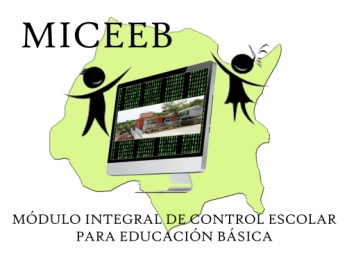 MICEEB
MÓDULO INTEGRAL DE CONTROL ESCOLAR
PARA EDUCACIÓN BÁSICA